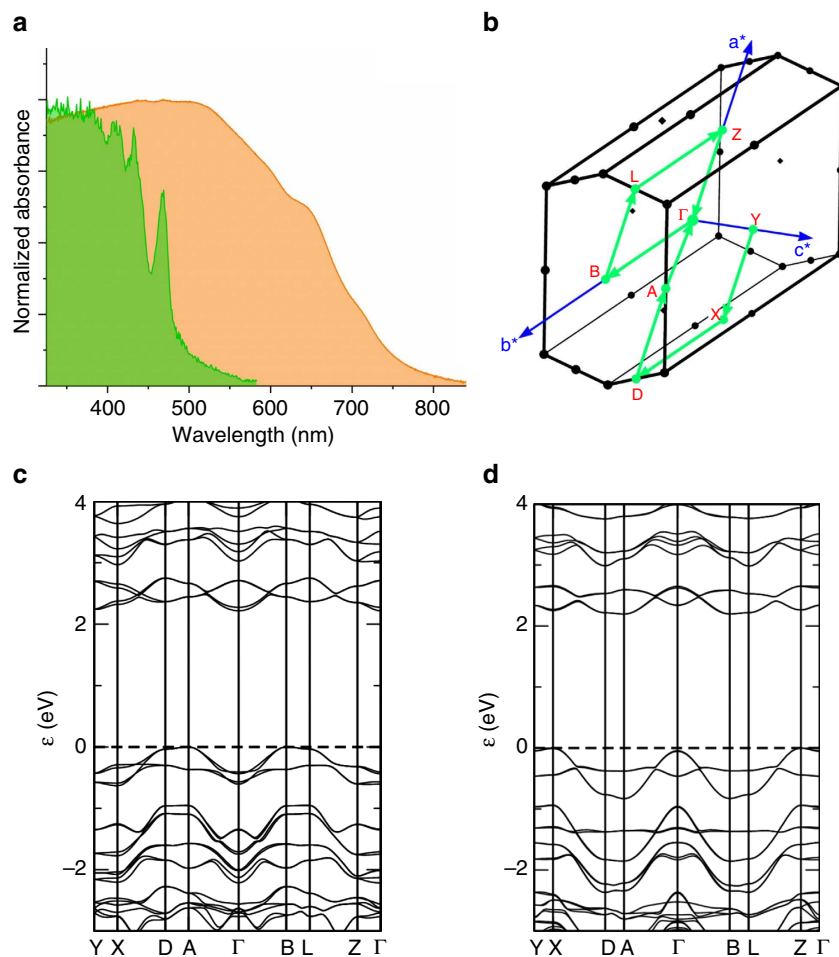 a
Normalized absorbance
400 500 600 700 800
Wavelength (nm)
b
a*
Z
L
Γ
Y
c*
B
A
X
b*
D
c
4
2
0
−2
ε (eV)
Y X D A Γ B L Z Γ
d
4
2
0
−2
ε (eV)
Y X D A Γ B L Z Γ